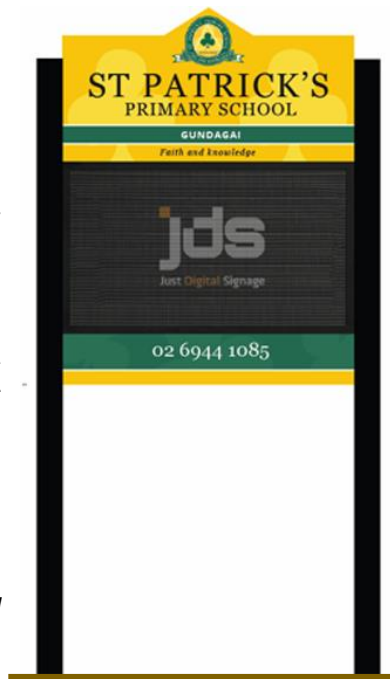 ST PATRICK'S
PRIMARY SCHOOL
GUNDAGAI
Faith and knowledge
jds
Just Digital Signage
02 6944 1085